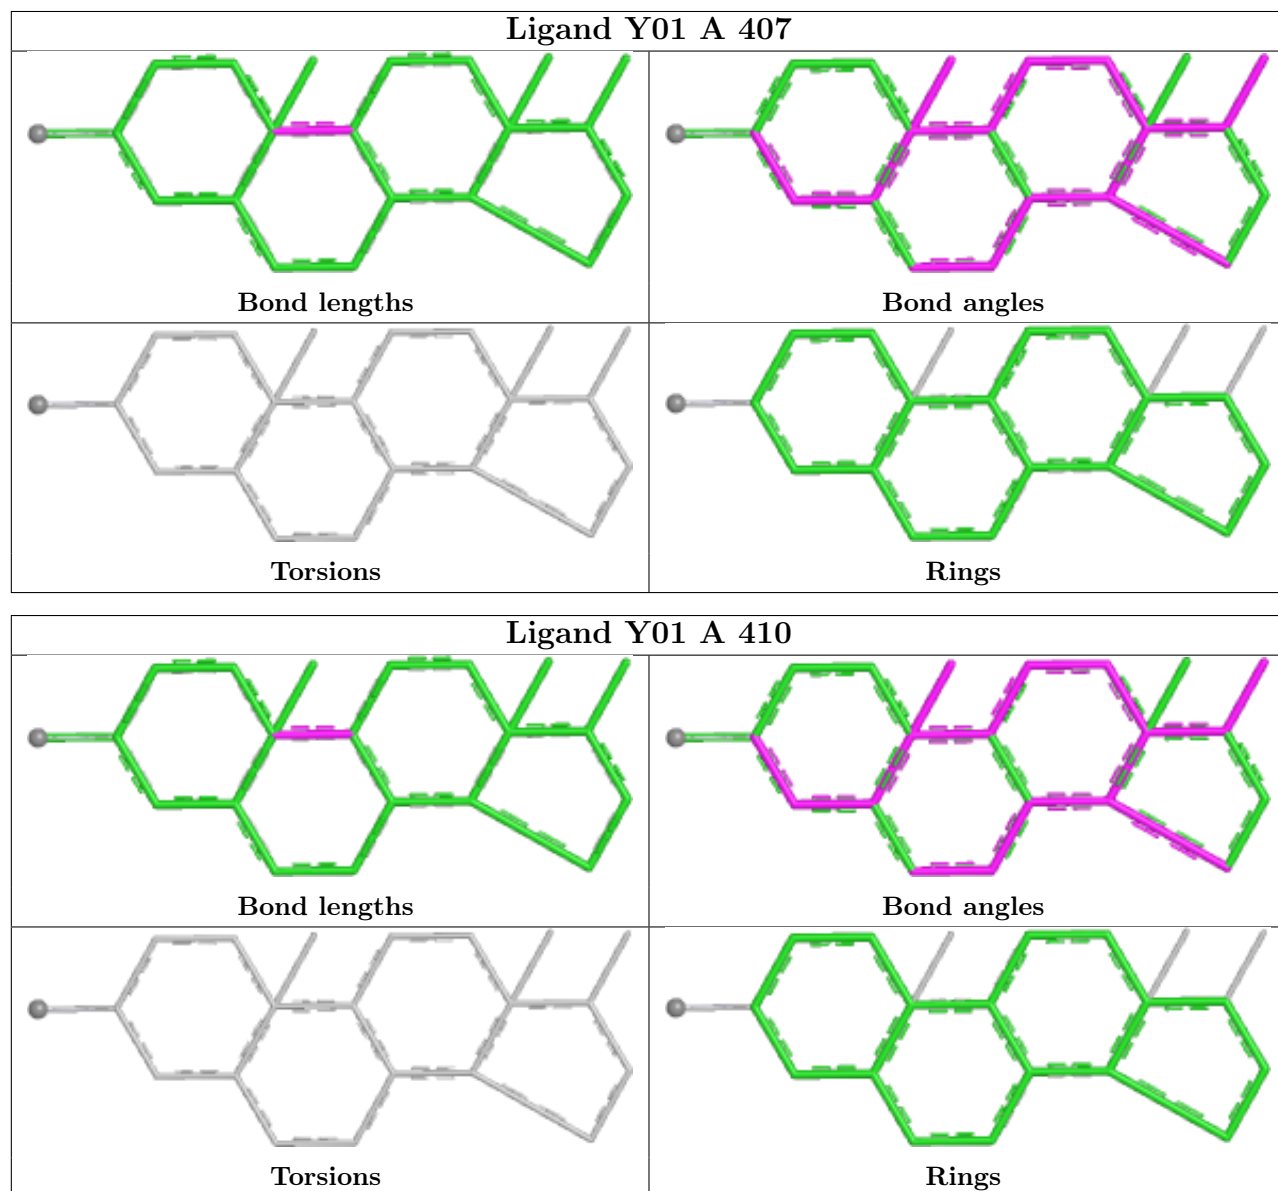 Ligand Y01 A 407
Bond lengths
Bond angles
Torsions
Rings
Ligand Y01 A 410
Bond lengths
Bond angles
Torsions
Rings